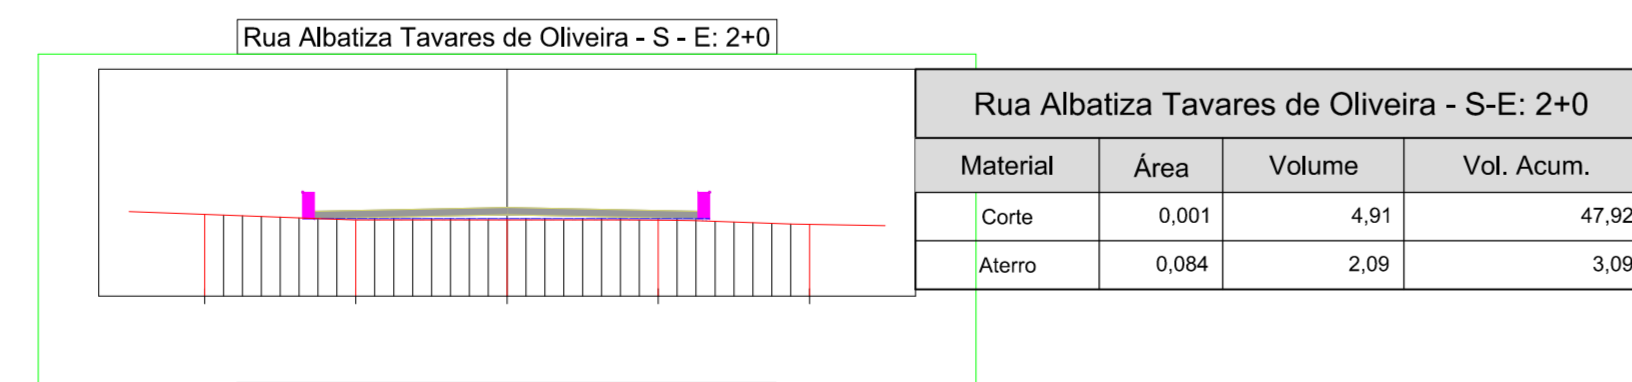 Rua Albatiza Tavares de Oliveira - S - E: 2+0
Rua Albatiza Tavares de Oliveira - S-E: 2+0
Material Área Volume Vol. Acum.
Corte 0,001 4,91 47,92
Aterro 0,084 2,09 3,09